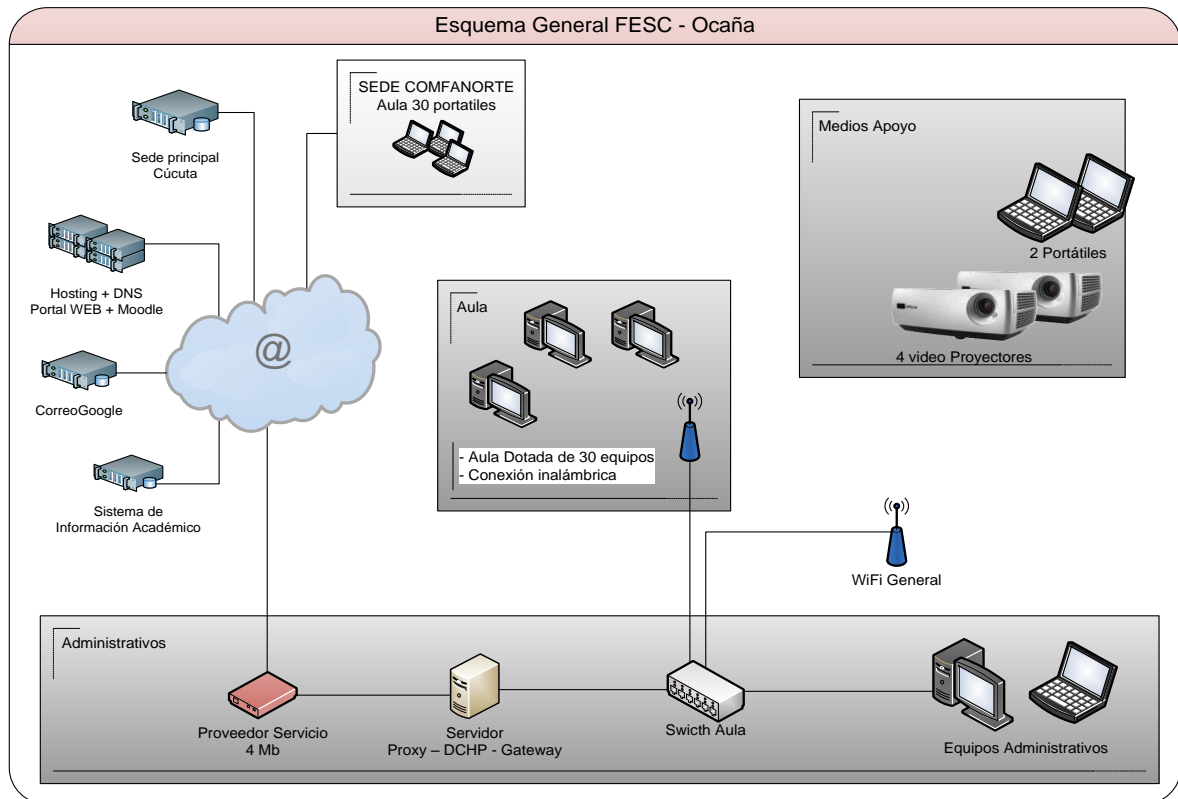 Esquema General FESC - Ocaña
SEDE COMFANORTE
Aula 30 portatiles
Sede principal
Cúcuta
Hosting + DNS
Portal WEB + Moodle
@
CorreoGoogle
Sistema de
Información Académico
Medios Apoyo
2 Portátiles
4 video Proyectores
Aula
- Aula Dotada de 30 equipos
- Conexión inalámbrica
WiFi General
Administrativos
Proveedor Servicio
4 Mb
Servidor
Proxy – DCHP - Gateway
Swicth Aula
Equipos Administrativos